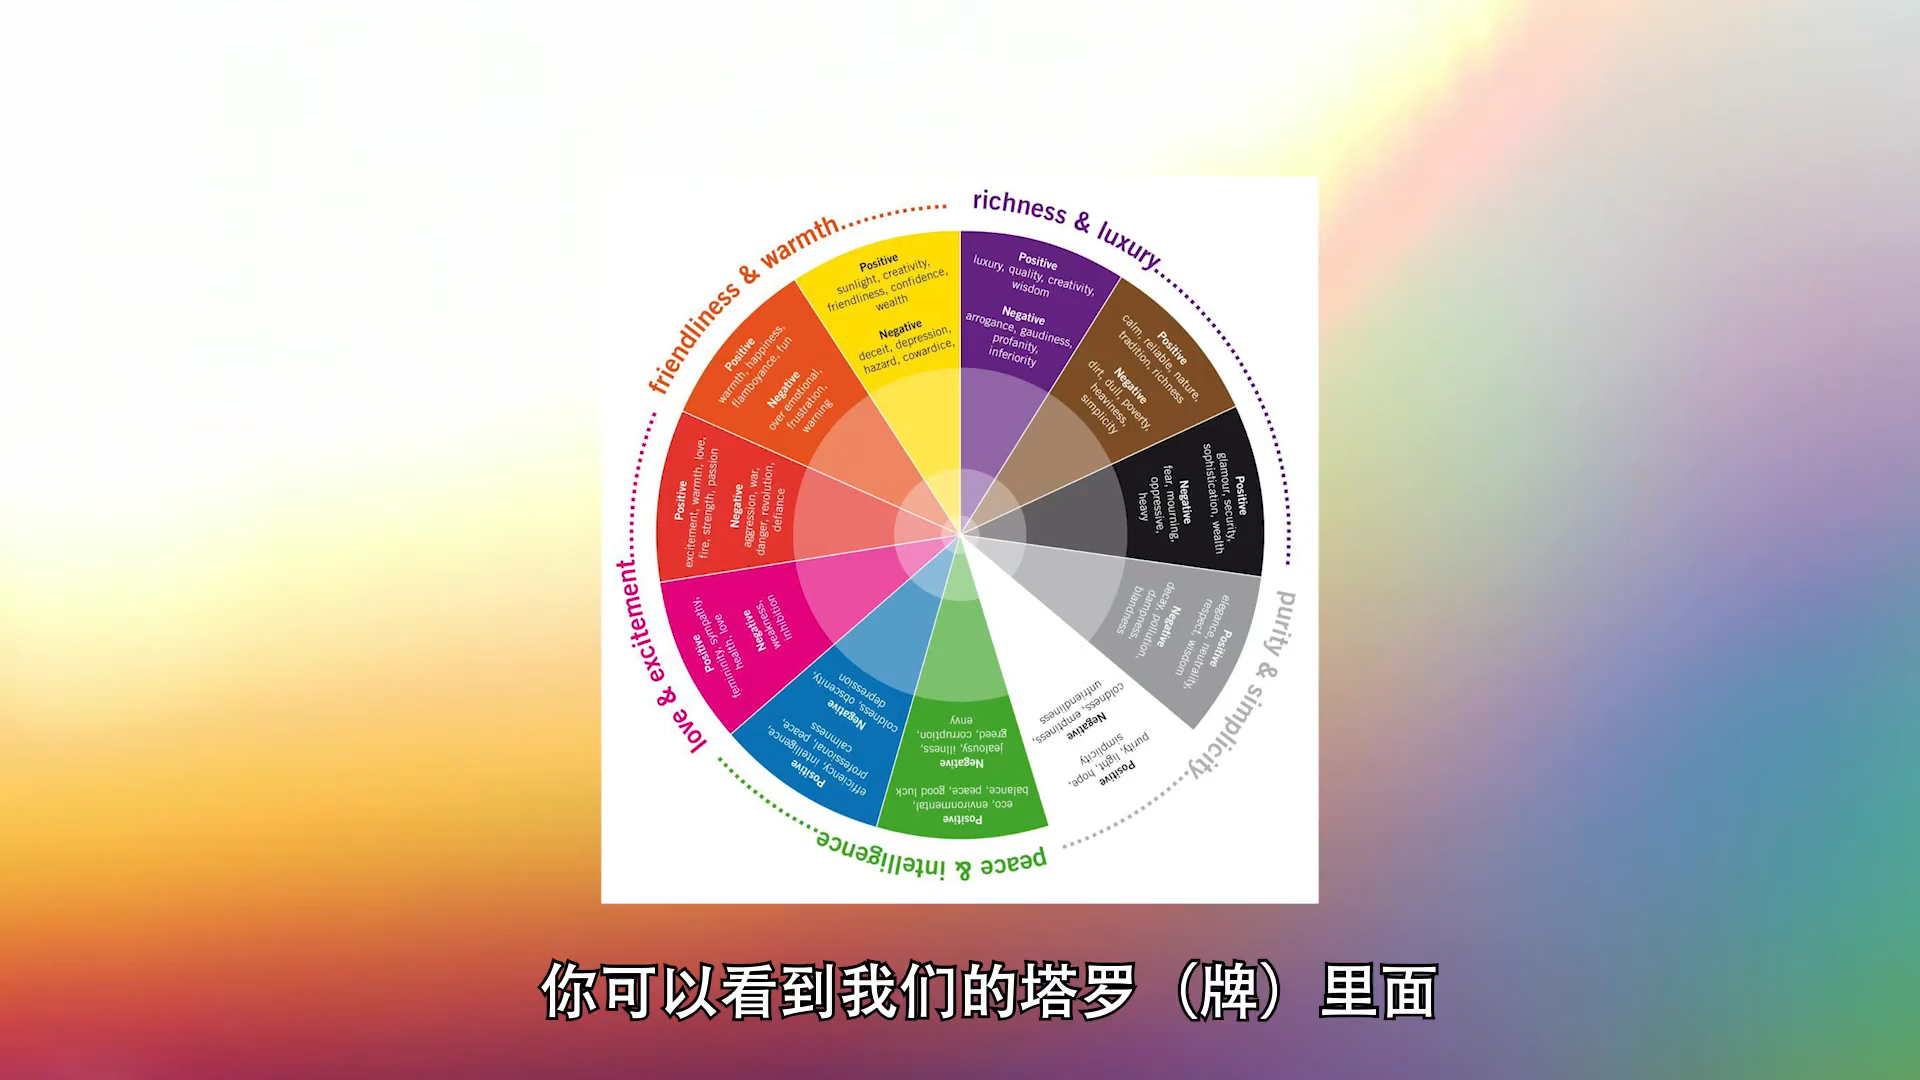 richness & luxury
Positive
luxury, quality, creativity,
wisdom
Negative
arrogance, gaudiness,
profanity,
inferiority
Positive
calm, reliable, nature,
tradition, richness
Negative
dirt, dull, poverty,
heaviness,
simplicity
Positive
glamour, security,
sophistication, wealth
Negative
fear, mourning,
oppressive,
heavy
purity & simplicity
Positive
elegance, neutrality,
respect, wisdom
Negative
decay, pollution,
dampness,
blandness
Positive
purity, light, hope,
simplicity
Negative
coldness, emptiness,
unfriendliness
peace & intelligence
Positive
eco, environmental,
balance, peace, good luck
Negative
jealousy, illness,
greed, corruption,
envy
Positive
efficiency, intelligence,
professional, peace,
calmness
Negative
coldness, obscenity,
depression
love & excitement
Positive
femininity, sympathy,
health, love
Negative
weakness,
inhibition
Positive
excitement, warmth, love,
fire, strength, passion
Negative
aggression, war,
danger, revolution,
defiance
friendliness & warmth
Positive
warmth, happiness,
flamboyance, fun
Negative
over emotional,
frustration,
warning
Positive
sunlight, creativity,
friendliness, confidence,
wealth
Negative
deceit, depression,
hazard, cowardice,
你可以看到我们的塔罗（牌）里面